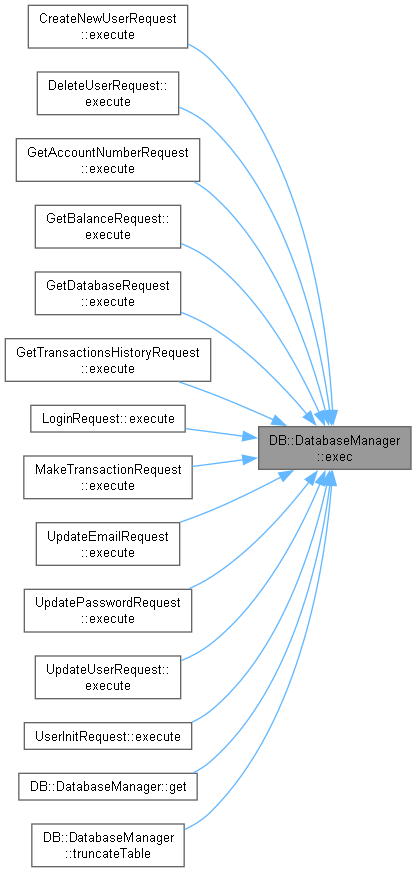 CreateNewUserRequest
::execute
DeleteUserRequest::
execute
GetAccountNumberRequest
::execute
GetBalanceRequest::
execute
GetDatabaseRequest
::execute
GetTransactionsHistoryRequest
::execute
LoginRequest::execute
DB::DatabaseManager
::exec
MakeTransactionRequest
::execute
UpdateEmailRequest
::execute
UpdatePasswordRequest
::execute
UpdateUserRequest::
execute
UserInitRequest::execute
DB::DatabaseManager::get
DB::DatabaseManager
::truncateTable